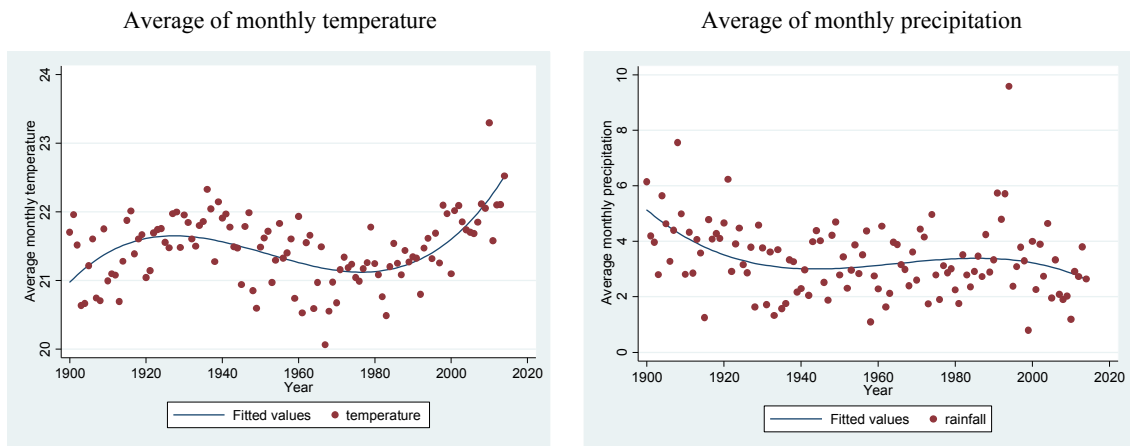 Average of monthly temperature
Average monthly temperature
24
23
22
21
20
1900 1920 1940 1960 1980 2000 2020
Year
Fitted values temperature
Average of monthly precipitation
Average monthly precipitation
10
8
6
4
2
0
1900 1920 1940 1960 1980 2000 2020
Year
Fitted values rainfall